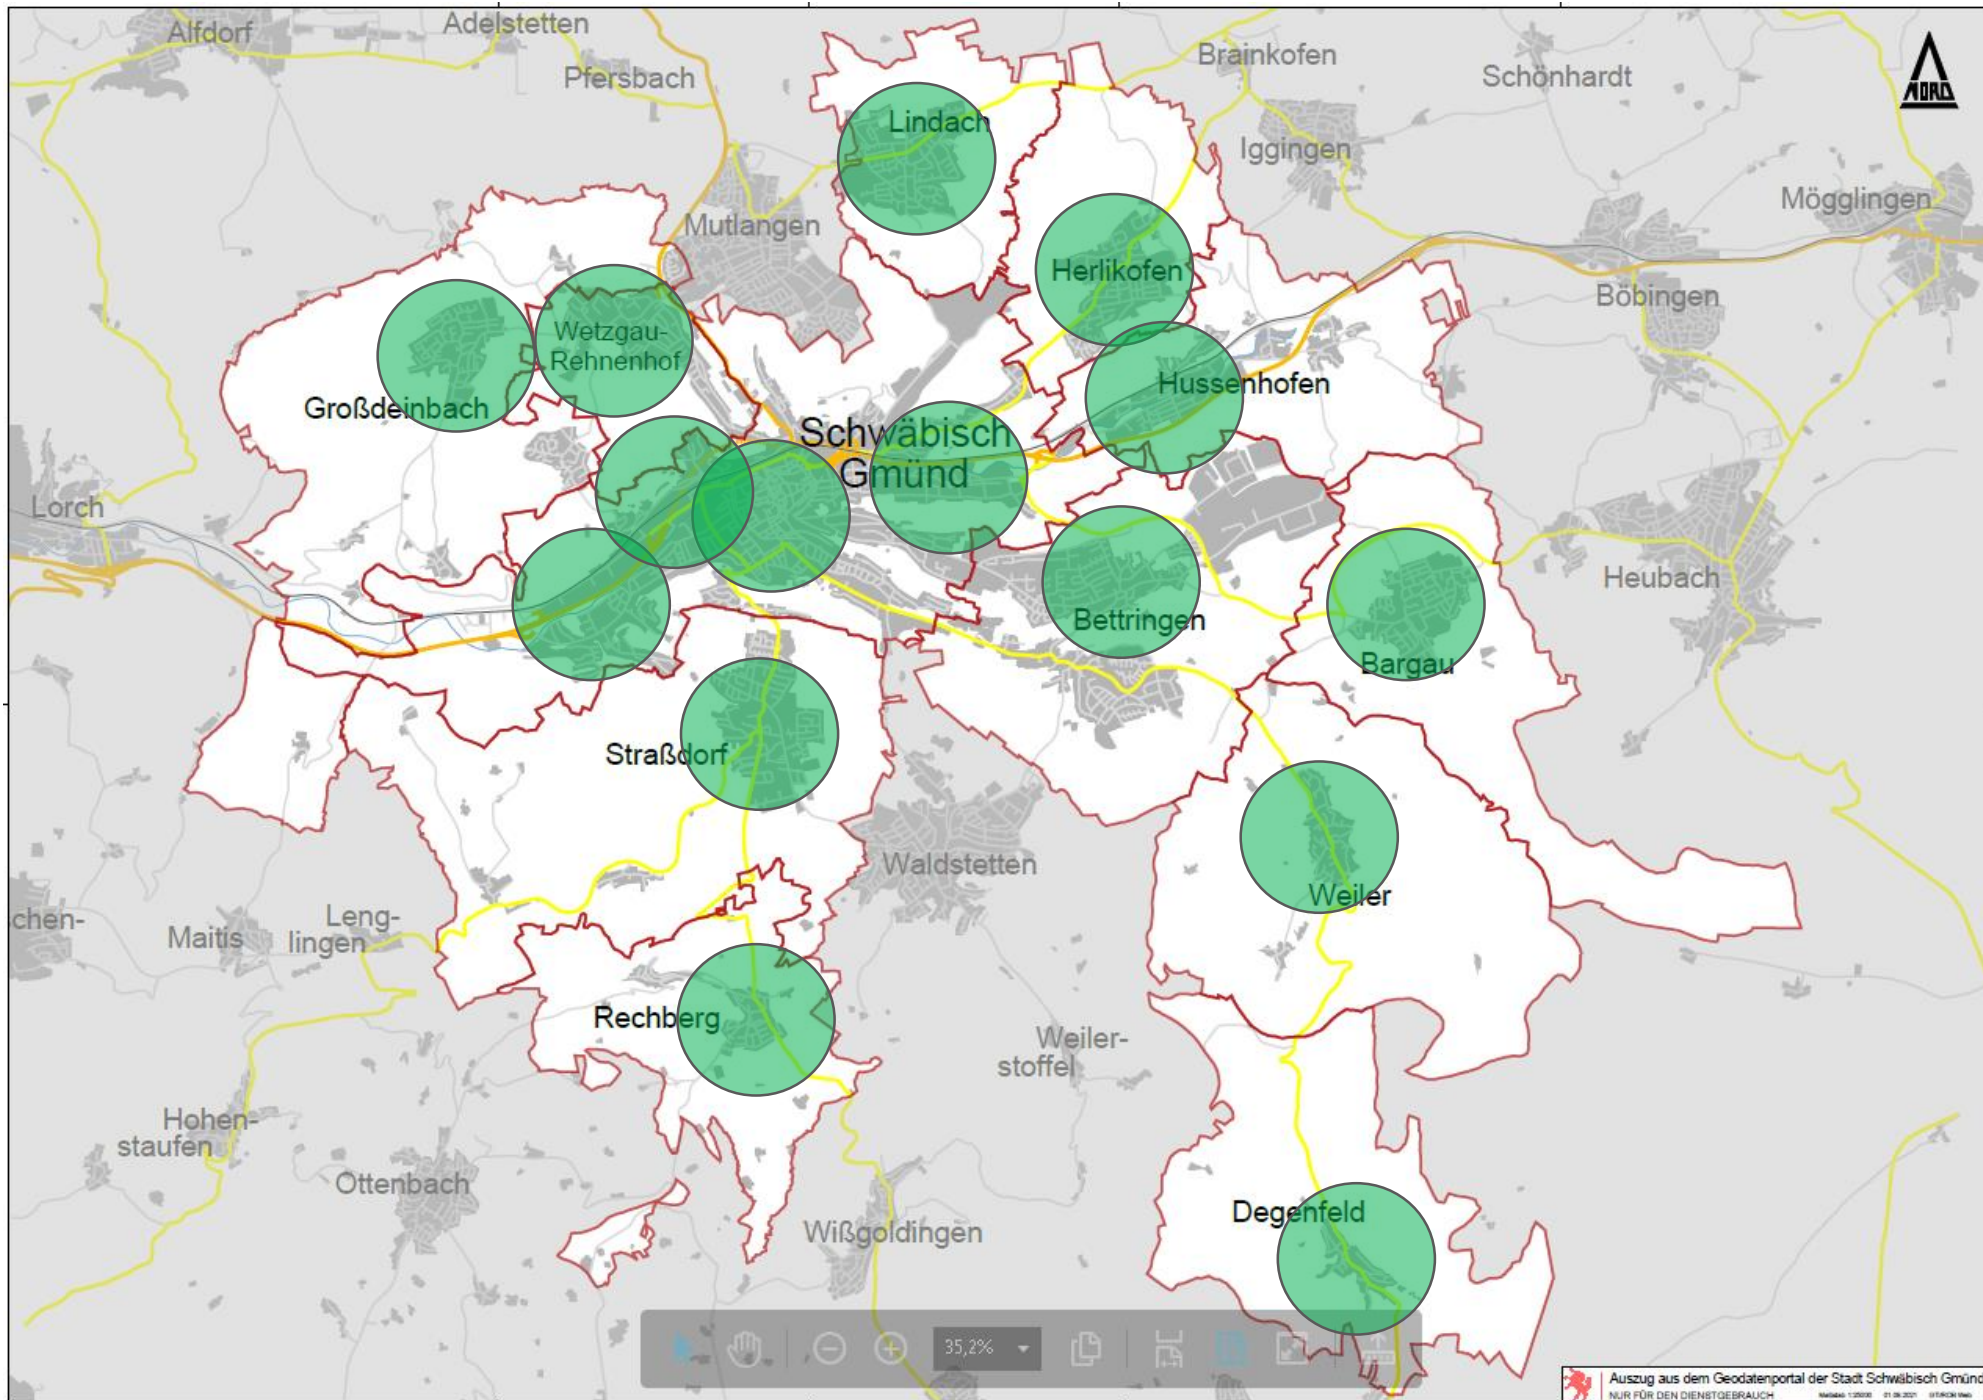 Alfdorf
Adelstetten
Pfersbach
Brainkofen
Schönhardt
NORD
Lindach
Iggingen
Mögglingen
Mutlangen
Herlikofen
Böbingen
Wetzgau-
Rehnenhof
Großdeinbach
Hussenhofen
Schwäbisch
Gmünd
Lorch
Heubach
Bettringen
Bargau
Straßdorf
Waldstetten
Weiler
chen-
Maitis
Leng-
lingen
Rechberg
Weiler-
stoffel
Hohen-
staufen
Ottenbach
Wißgoldingen
Degenfeld
35,2%
Auszug aus dem Geodatenportal der Stadt Schwäbisch Gmünd
NUR FÜR DEN DIENSTGEBRAUCH